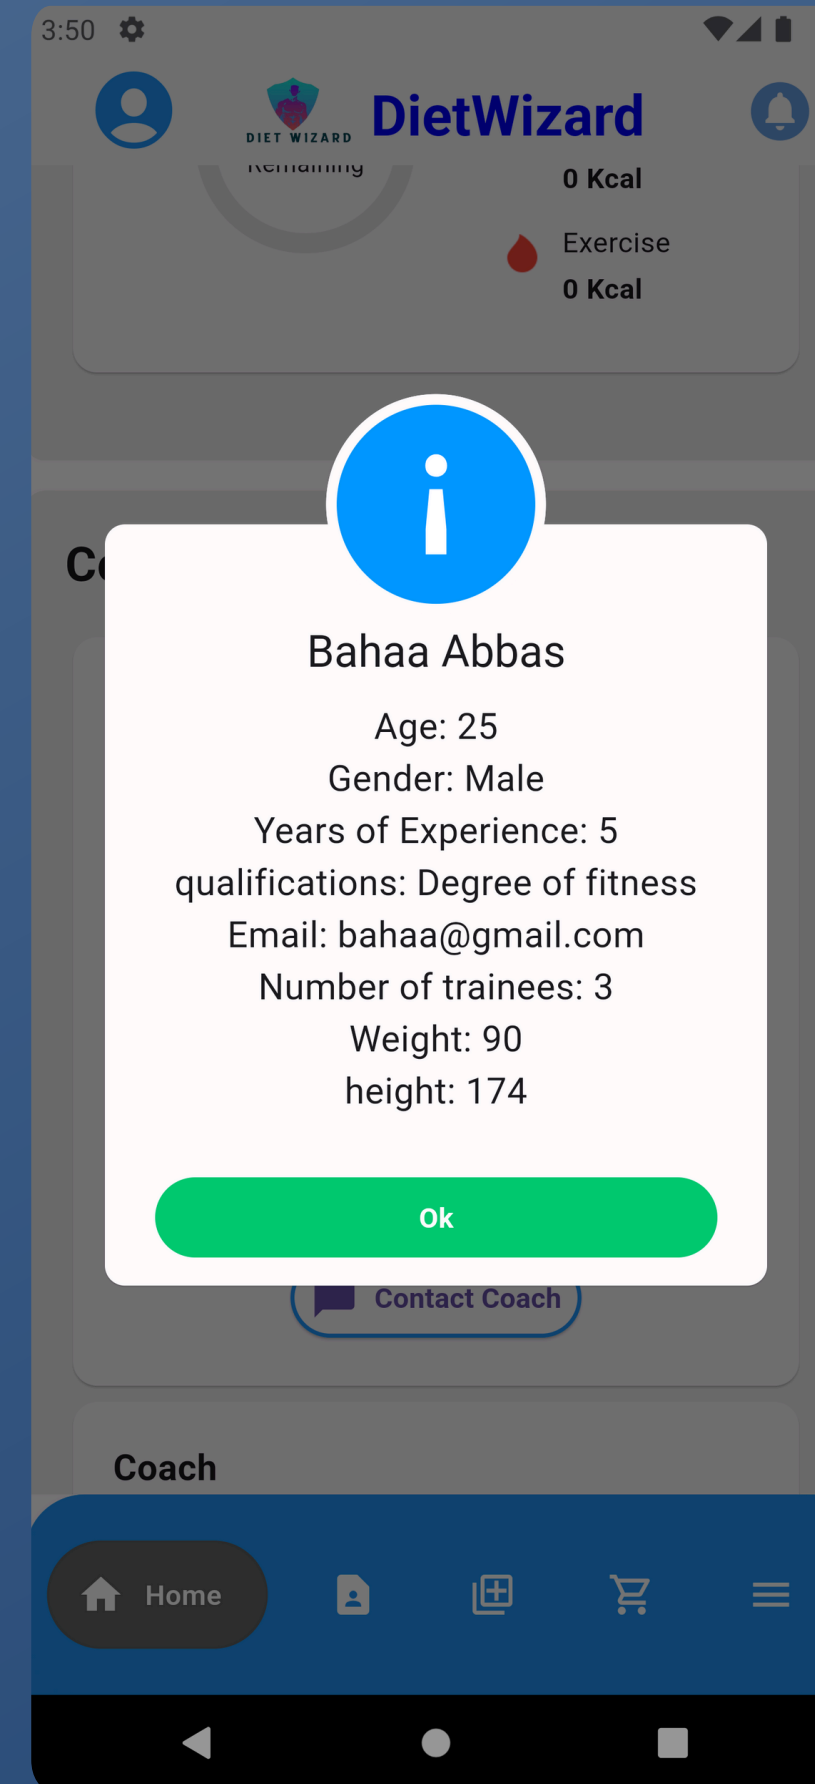 3:50
DIET WIZARD
DietWizard
Remaining
0 Kcal
Exercise
0 Kcal
Bahaa Abbas
Age: 25
Gender: Male
Years of Experience: 5
qualifications: Degree of fitness
Email: bahaa@gmail.com
Number of trainees: 3
Weight: 90
height: 174
Ok
Contact Coach
Coach
Home